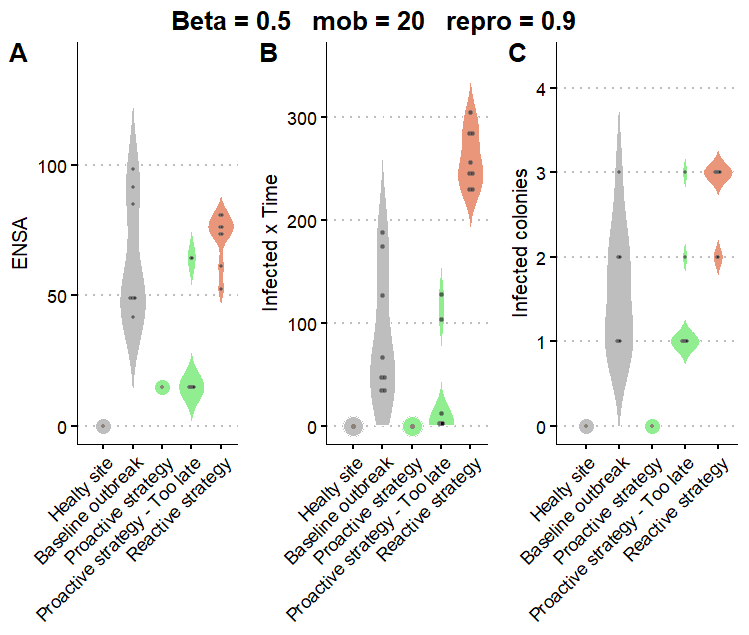 Beta = 0.5 mob = 20 repro = 0.9
A
ENSA
100
50
0
Healty site
Baseline outbreak
Proactive strategy
Proactive strategy - Too late
Reactive strategy
B
Infected x Time
300
200
100
0
Healty site
Baseline outbreak
Proactive strategy
Proactive strategy - Too late
Reactive strategy
C
Infected colonies
4
3
2
1
0
Healty site
Baseline outbreak
Proactive strategy
Proactive strategy - Too late
Reactive strategy